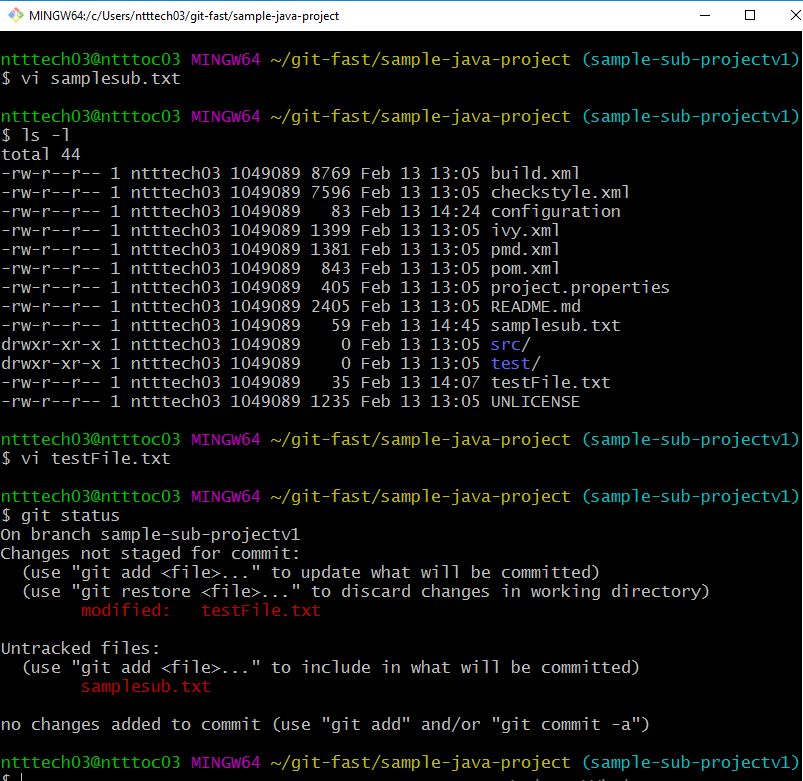 MINGW64:/c/Users/ntttech03/git-fast/sample-java-project
ntttech03@ntttoc03 MINGW64 ~/git-fast/sample-java-project (sample-sub-projectv1)
$ vi samplesub.txt
ntttech03@ntttoc03 MINGW64 ~/git-fast/sample-java-project (sample-sub-projectv1)
$ ls -l
total 44
-rw-r--r-- 1 ntttech03 1049089 8769 Feb 13 13:05 build.xml
-rw-r--r-- 1 ntttech03 1049089 7596 Feb 13 13:05 checkstyle.xml
-rw-r--r-- 1 ntttech03 1049089   83 Feb 13 14:24 configuration
-rw-r--r-- 1 ntttech03 1049089 1399 Feb 13 13:05 ivy.xml
-rw-r--r-- 1 ntttech03 1049089 1381 Feb 13 13:05 pmd.xml
-rw-r--r-- 1 ntttech03 1049089  843 Feb 13 13:05 pom.xml
-rw-r--r-- 1 ntttech03 1049089  405 Feb 13 13:05 project.properties
-rw-r--r-- 1 ntttech03 1049089 2405 Feb 13 13:05 README.md
-rw-r--r-- 1 ntttech03 1049089   59 Feb 13 14:45 samplesub.txt
drwxr-xr-x 1 ntttech03 1049089    0 Feb 13 13:05 src/
drwxr-xr-x 1 ntttech03 1049089    0 Feb 13 13:05 test/
-rw-r--r-- 1 ntttech03 1049089   35 Feb 13 14:07 testFile.txt
-rw-r--r-- 1 ntttech03 1049089 1235 Feb 13 13:05 UNLICENSE
ntttech03@ntttoc03 MINGW64 ~/git-fast/sample-java-project (sample-sub-projectv1)
$ vi testFile.txt
ntttech03@ntttoc03 MINGW64 ~/git-fast/sample-java-project (sample-sub-projectv1)
$ git status
On branch sample-sub-projectv1
Changes not staged for commit:
  (use "git add <file>..." to update what will be committed)
  (use "git restore <file>..." to discard changes in working directory)
        modified:   testFile.txt
Untracked files:
  (use "git add <file>..." to include in what will be committed)
        samplesub.txt
no changes added to commit (use "git add" and/or "git commit -a")
ntttech03@ntttoc03 MINGW64 ~/git-fast/sample-java-project (sample-sub-projectv1)
$